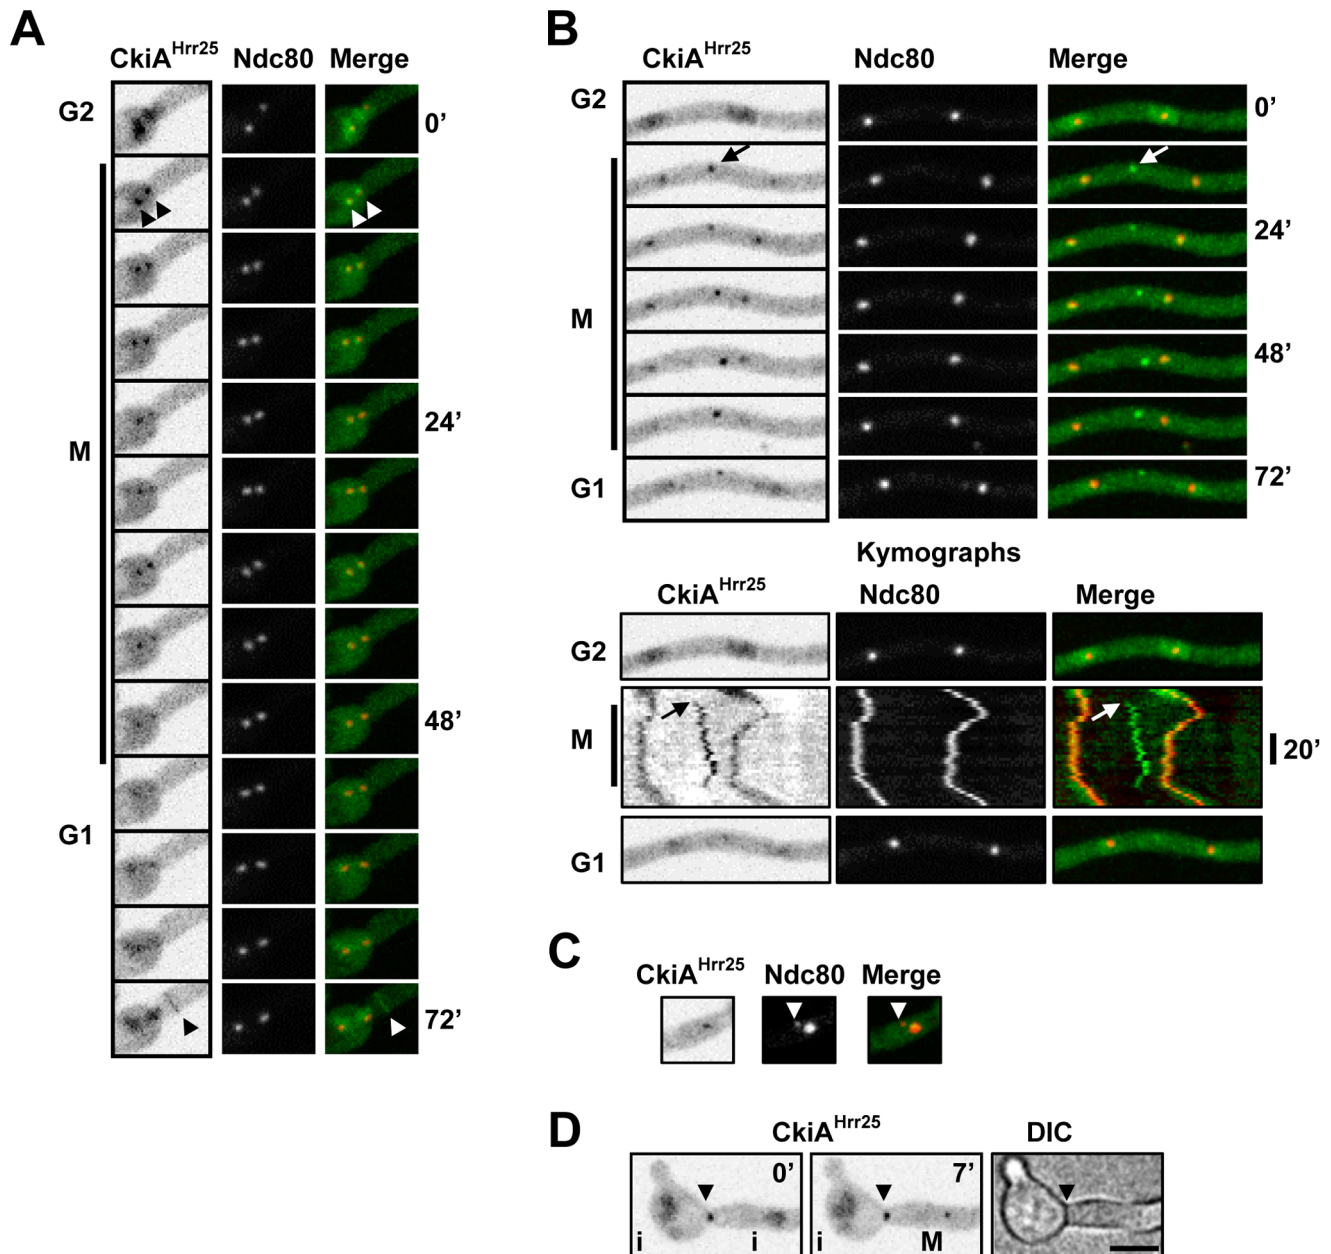 A
CkiA^Hrr25 Ndc80 Merge
G2
0'
M
24'
48'
G1
72'
B
CkiA^Hrr25 Ndc80 Merge
G2
0'
24'
M
48'
G1
72'
Kymographs
CkiA^Hrr25 Ndc80 Merge
G2
M
20'
G1
C
CkiA^Hrr25 Ndc80 Merge
D
CkiA^Hrr25 DIC
0' 7'
i i i M